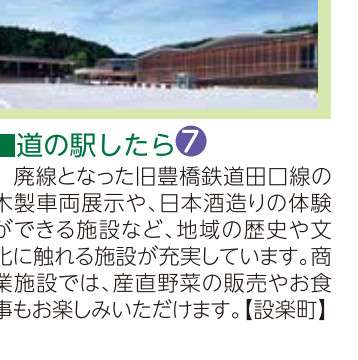 ■道の駅したら7
廃線となった旧豊橋鉄道田口線の
木製車両展示や、日本酒造りの体験
ができる施設など、地域の歴史や文
化に触れる施設が充実しています。商
業施設では、産直野菜の販売やお食
事もお楽しみいただけます。【設楽町】